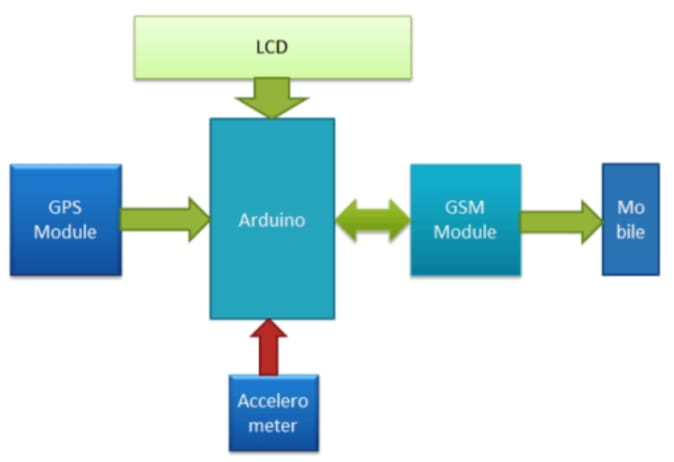 LCD
GPS
Module
Arduino
GSM
Module
Mo
bile
Accelero
meter